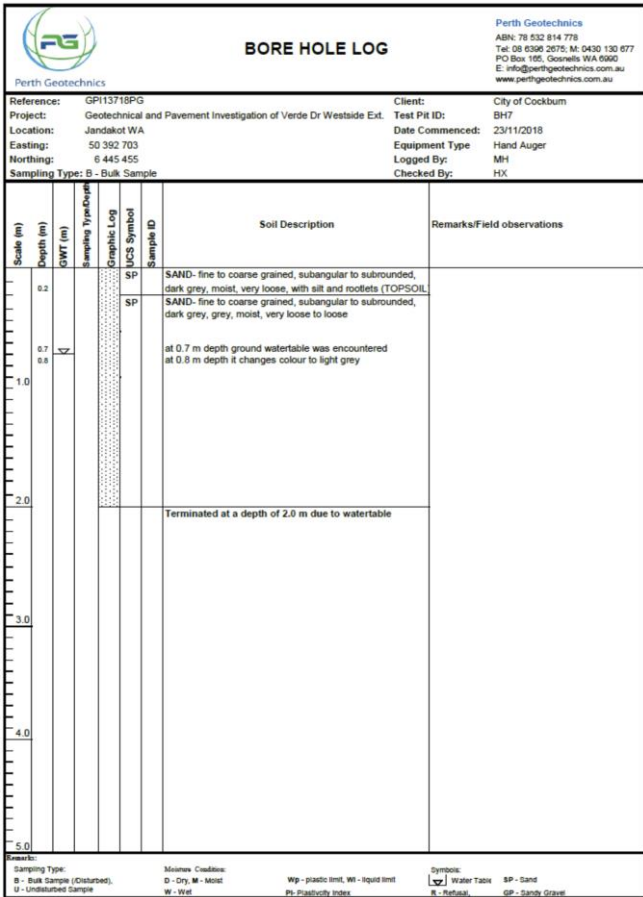 PG
Perth Geotechnics
BORE HOLE LOG
Perth Geotechnics
ABN: 78 532 814 778
Tel: 08 6396 2675; M: 0430 130 677
PO Box 165, Gosnells WA 6990
E: info@perthgeotechnics.com.au
www.perthgeotechnics.com.au
Reference: GPI13718PG Client: City of Cockburn
Project: Geotechnical and Pavement Investigation of Verde Dr Westside Ext. Test Pit ID: BH7
Location: Jandakot WA Date Commenced: 23/11/2018
Easting: 50 392 703 Equipment Type Hand Auger
Northing: 6 445 455 Logged By: MH
Sampling Type: B - Bulk Sample Checked By: HX
Scale (m)
Depth (m)
GWT (m)
Sampling Type/Depth
Graphic Log
UCS Symbol
Sample ID
Soil Description
Remarks/Field observations
SP SAND- fine to coarse grained, subangular to subrounded,
0.2 dark grey, moist, very loose, with silt and rootlets (TOPSOIL
SP SAND- fine to coarse grained, subangular to subrounded,
dark grey, grey, moist, very loose to loose
0.7 at 0.7 m depth ground watertable was encountered
0.8 at 0.8 m depth it changes colour to light grey
1.0
2.0
Terminated at a depth of 2.0 m due to watertable
3.0
4.0
5.0
Remarks:
Sampling Type: Moisture Condition: Symbols:
B - Bulk Sample (/Disturbed), D - Dry, M - Moist Wp - plastic limit, Wl - liquid limit Water Table SP - Sand
U - Undisturbed Sample W - Wet PI- Plastivcity Index R - Refusal, GP - Sandy Gravel